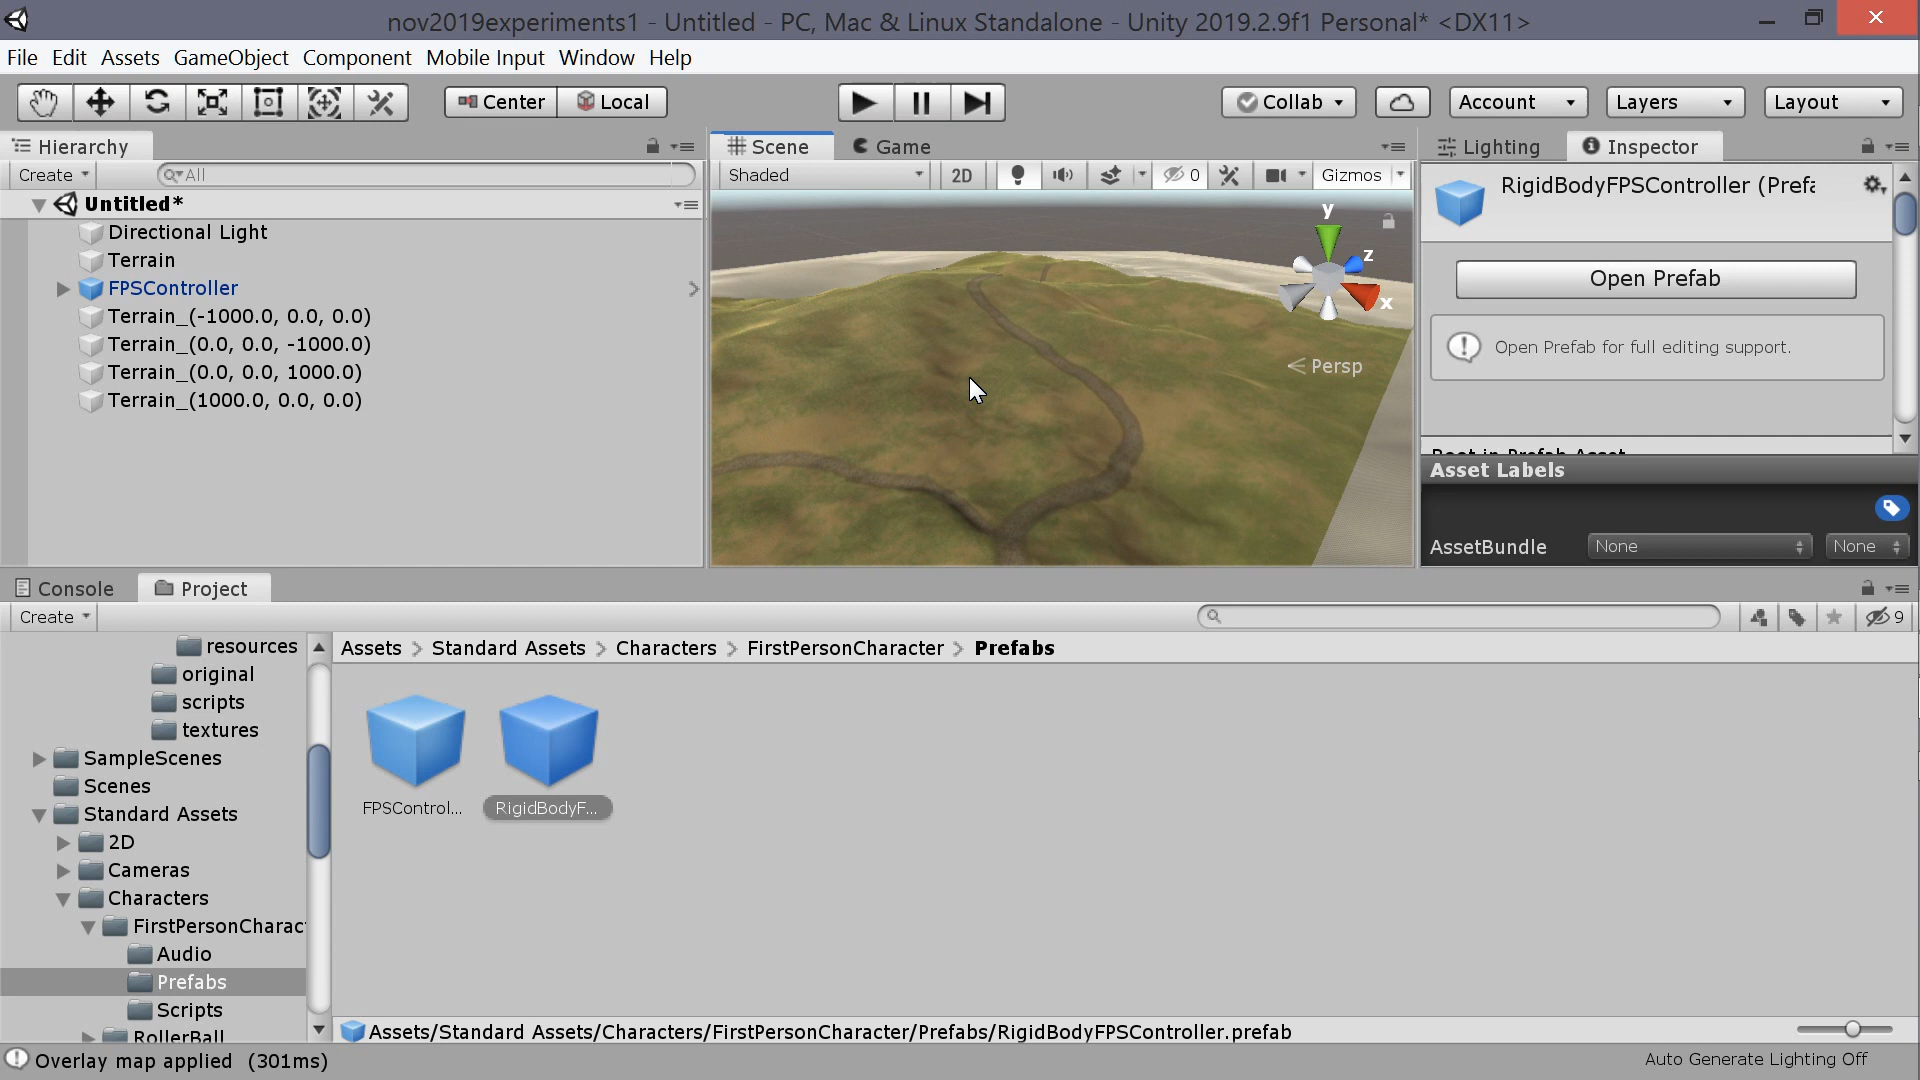 nov2019experiments1 - Untitled - PC, Mac & Linux Standalone - Unity 2019.2.9f1 Personal* <DX11>
File Edit Assets GameObject Component Mobile Input Window Help
Center Local Collab Account Layers Layout
Hierarchy
Create All
Untitled*
Directional Light
Terrain
FPSController
Terrain_(-1000.0, 0.0, 0.0)
Terrain_(0.0, 0.0, -1000.0)
Terrain_(0.0, 0.0, 1000.0)
Terrain_(1000.0, 0.0, 0.0)
Scene Game
Shaded 2D 0 Gizmos
y
z
x
Persp
Lighting Inspector
RigidBodyFPSController (Prefa
Open Prefab
Open Prefab for full editing support.
Root in Prefab Asset
Asset Labels
AssetBundle None None
Console Project
Create 9
resources
original
scripts
textures
SampleScenes
Scenes
Standard Assets
2D
Cameras
Characters
FirstPersonCharac
Audio
Prefabs
Scripts
RollerBall
Assets > Standard Assets > Characters > FirstPersonCharacter > Prefabs
FPSControl... RigidBodyF...
Assets/Standard Assets/Characters/FirstPersonCharacter/Prefabs/RigidBodyFPSController.prefab
Overlay map applied (301ms)
Auto Generate Lighting Off